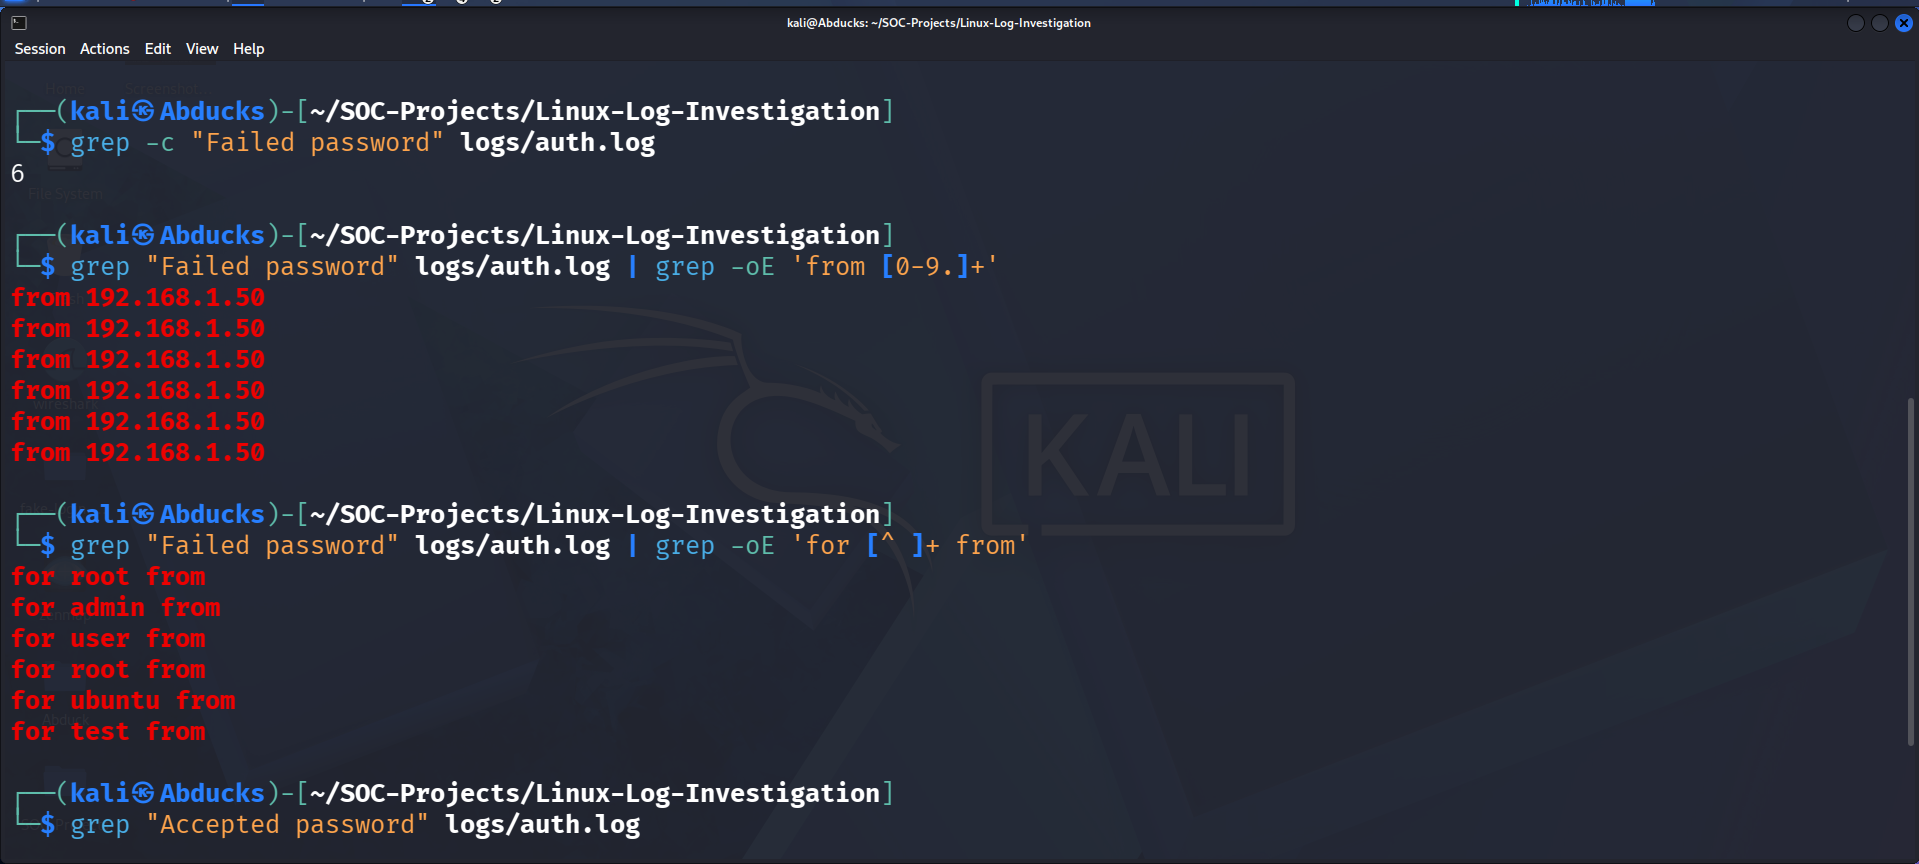 kali@Abducks: ~/SOC-Projects/Linux-Log-Investigation
Session Actions Edit View Help
Home Screenshot...
┌──(kali㉿Abducks)-[~/SOC-Projects/Linux-Log-Investigation]
└─$ grep -c "Failed password" logs/auth.log
6
File System
┌──(kali㉿Abducks)-[~/SOC-Projects/Linux-Log-Investigation]
└─$ grep "Failed password" logs/auth.log | grep -oE 'from [0-9.]+'
from 192.168.1.50
from 192.168.1.50
from 192.168.1.50
from 192.168.1.50
wireshark
from 192.168.1.50
from 192.168.1.50
KALI
┌──(kali㉿Abducks)-[~/SOC-Projects/Linux-Log-Investigation]
└─$ grep "Failed password" logs/auth.log | grep -oE 'for [^ ]+ from'
for root from
for admin from
for user from
for root from
for ubuntu from
for test from
┌──(kali㉿Abducks)-[~/SOC-Projects/Linux-Log-Investigation]
└─$ grep "Accepted password" logs/auth.log